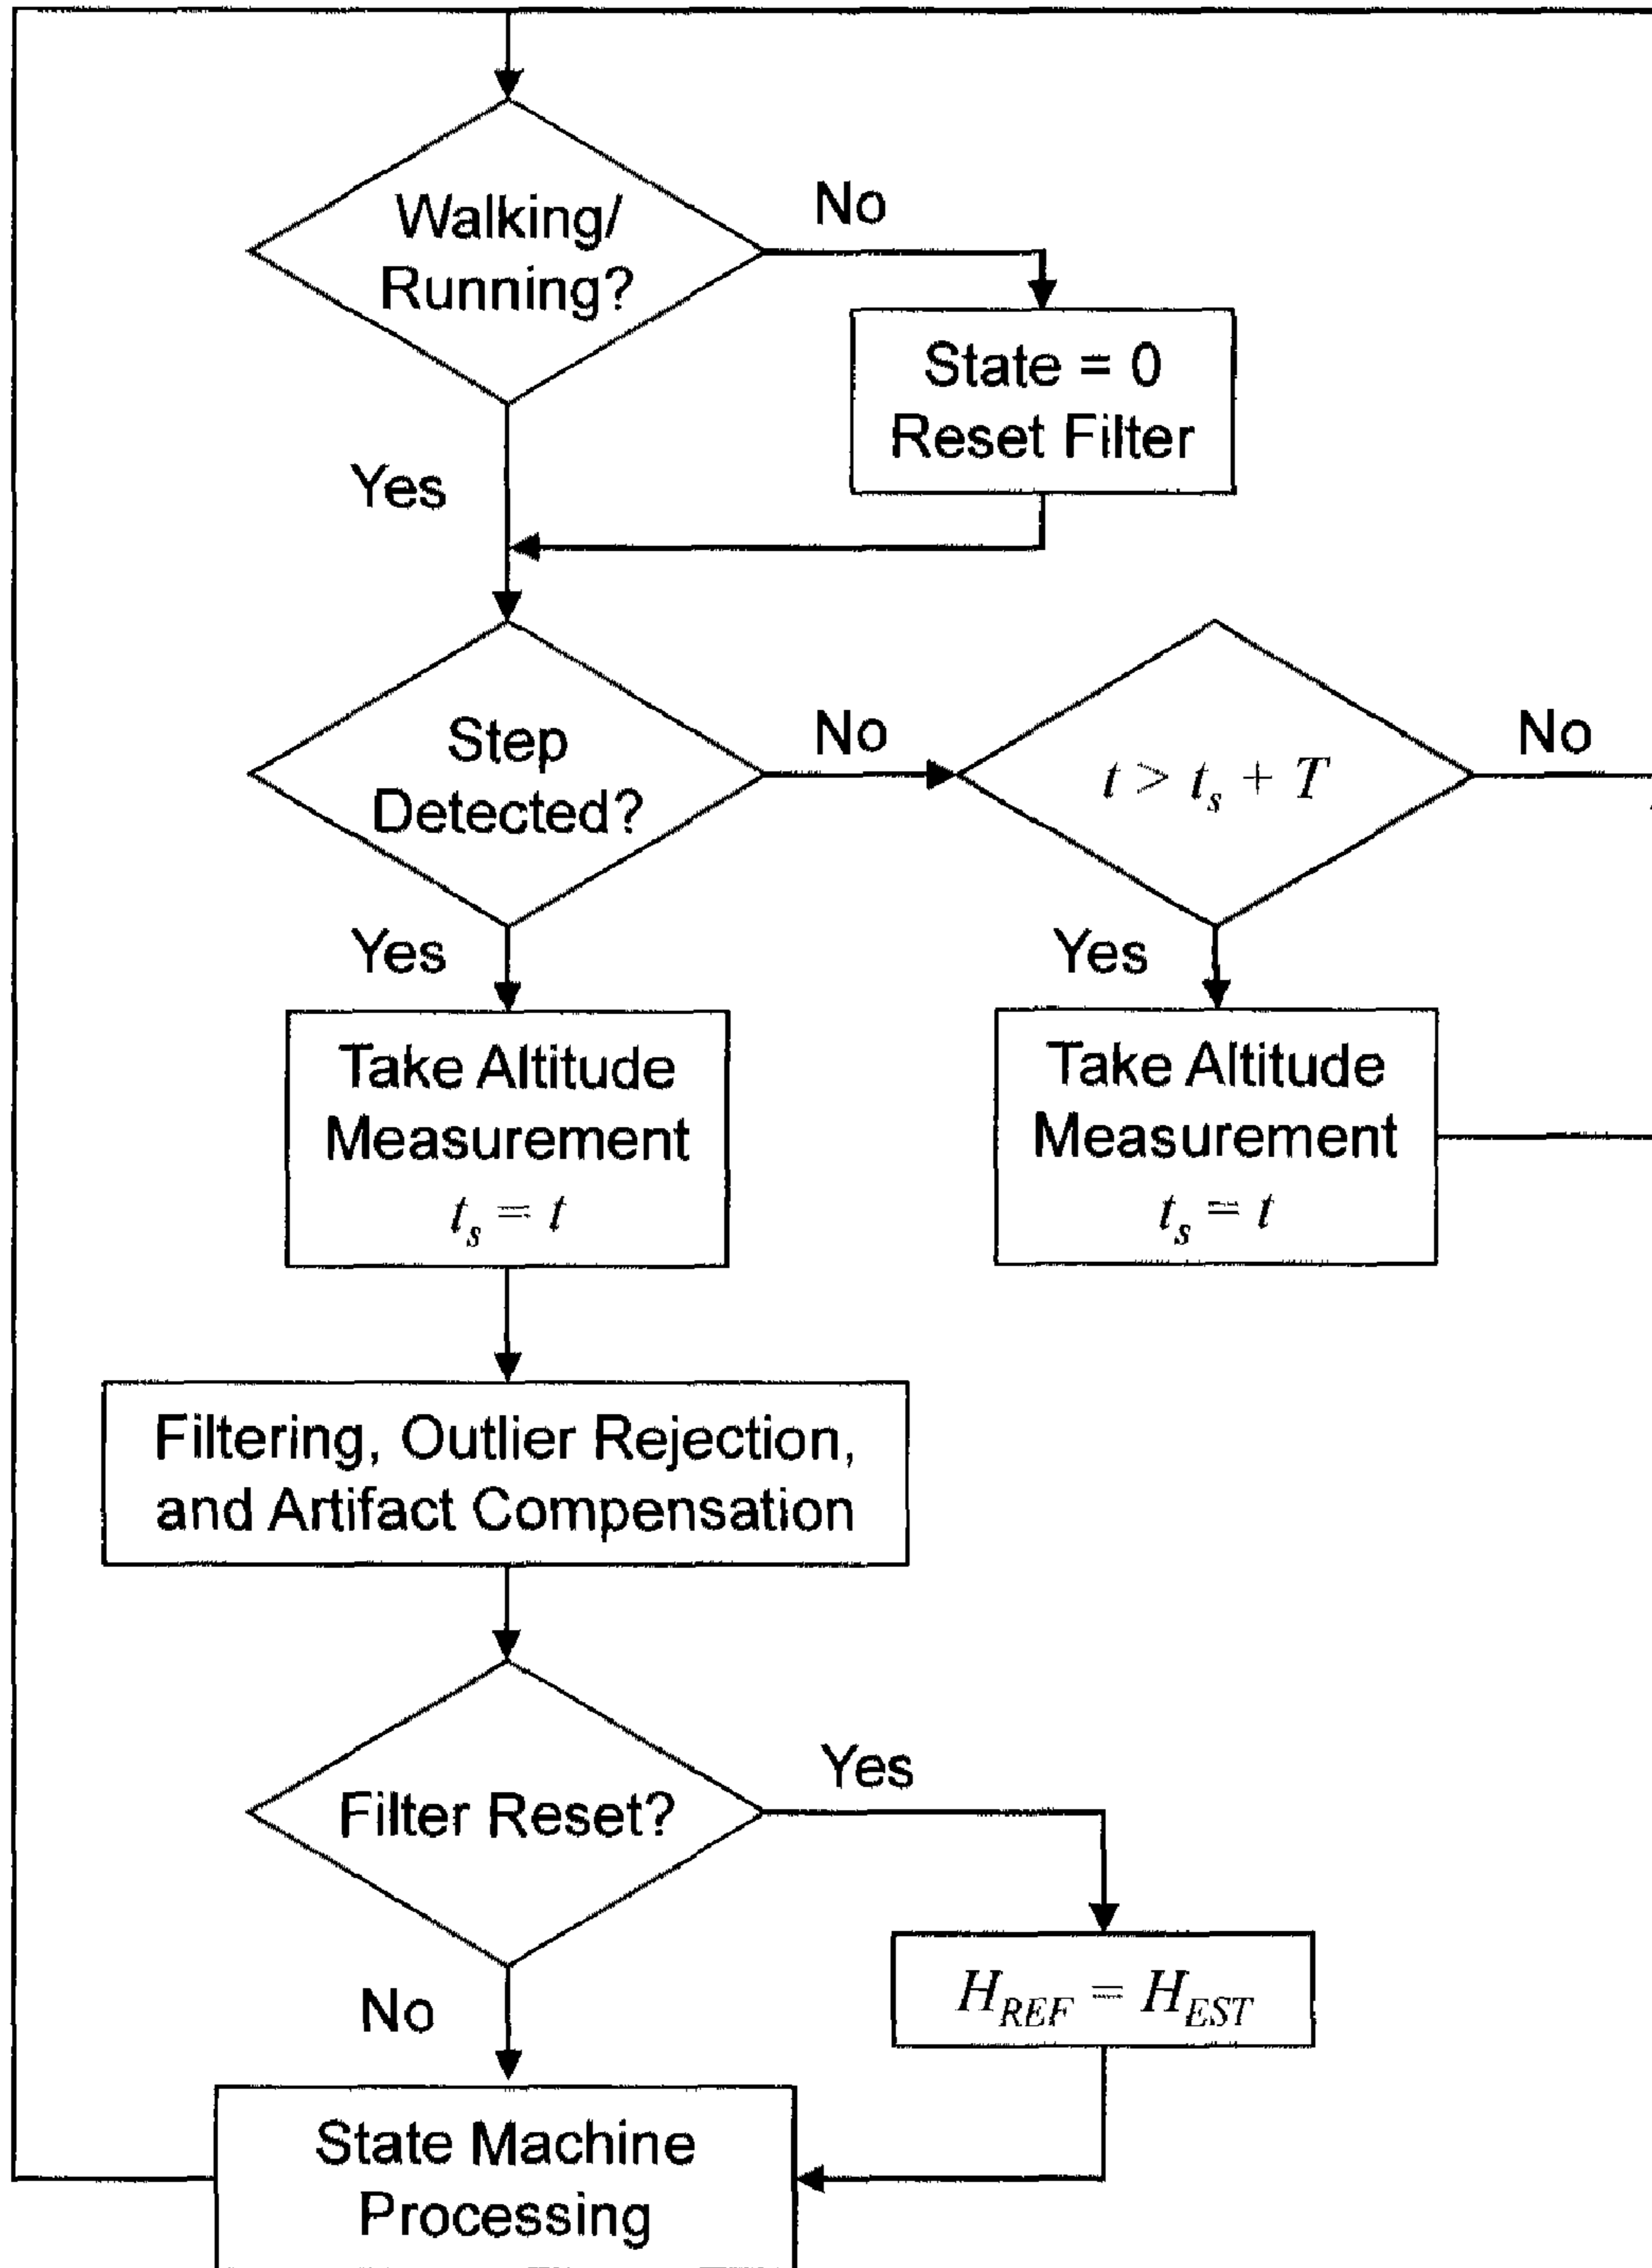 Walking/
Running?
No
State = 0
Reset Filter
Yes
Step
Detected?
No
t > t_s + T
No
Yes
Take Altitude
Measurement
t_s = t
Yes
Take Altitude
Measurement
t_s = t
Filtering, Outlier Rejection,
and Artifact Compensation
Filter Reset?
Yes
H_REF = H_EST
No
State Machine
Processing